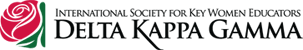 INTERNATIONAL SOCIETY FOR KEY WOMEN EDUCATORS
DELTA KAPPA GAMMA